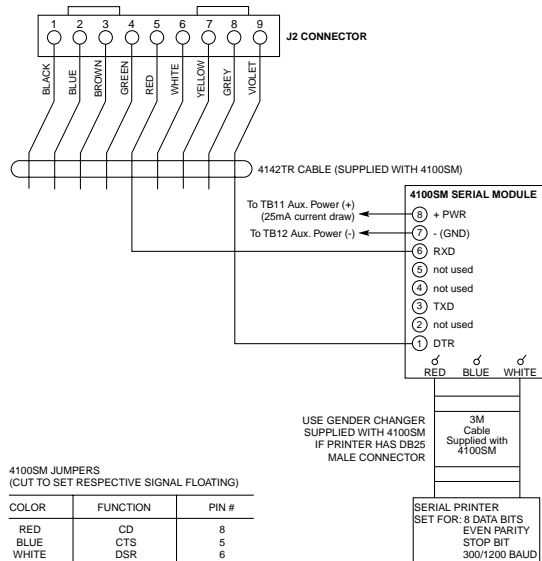 1 2 3 4 5 6 7 8 9
J2 CONNECTOR
BLACK
BLUE
BROWN
GREEN
RED
WHITE
YELLOW
GREY
VIOLET
4142TR CABLE (SUPPLIED WITH 4100SM)
4100SM SERIAL MODULE
To TB11 Aux. Power (+)
(25mA current draw)
To TB12 Aux. Power (-)
8 + PWR
7 - (GND)
6 RXD
5 not used
4 not used
3 TXD
2 not used
1 DTR
RED BLUE WHITE
USE GENDER CHANGER
SUPPLIED WITH 4100SM
IF PRINTER HAS DB25
MALE CONNECTOR
3M
Cable
Supplied with
4100SM
4100SM JUMPERS
(CUT TO SET RESPECTIVE SIGNAL FLOATING)
COLOR FUNCTION PIN #
RED CD 8
BLUE CTS 5
WHITE DSR 6
SERIAL PRINTER
SET FOR: 8 DATA BITS
EVEN PARITY
STOP BIT
300/1200 BAUD